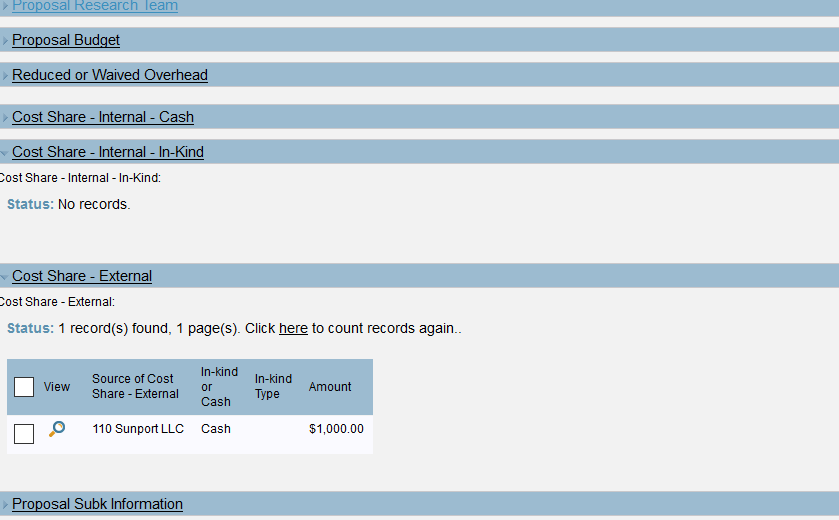 Proposal Research Team
Proposal Budget
Reduced or Waived Overhead
Cost Share - Internal - Cash
Cost Share - Internal - In-Kind
Cost Share - Internal - In-Kind:
Status: No records.
Cost Share - External
Cost Share - External:
Status: 1 record(s) found, 1 page(s). Click here to count records again..
View
Source of Cost
Share - External
In-kind
or
Cash
In-kind
Type
Amount
110 Sunport LLC
Cash
$1,000.00
Proposal Subk Information